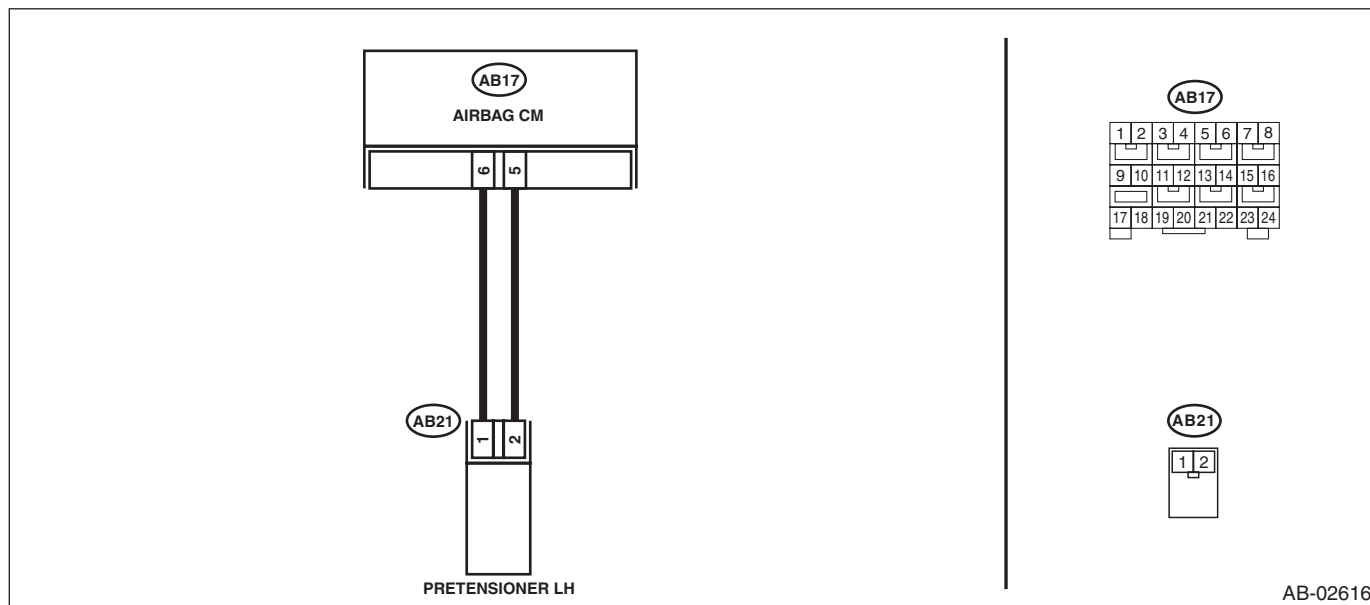 AB17
AIRBAG CM
6 5
AB21
1 2
PRETENSIONER LH
AB17
1 2 3 4 5 6 7 8
9 10 11 12 13 14 15 16
17 18 19 20 21 22 23 24
AB21
1 2
AB-02616